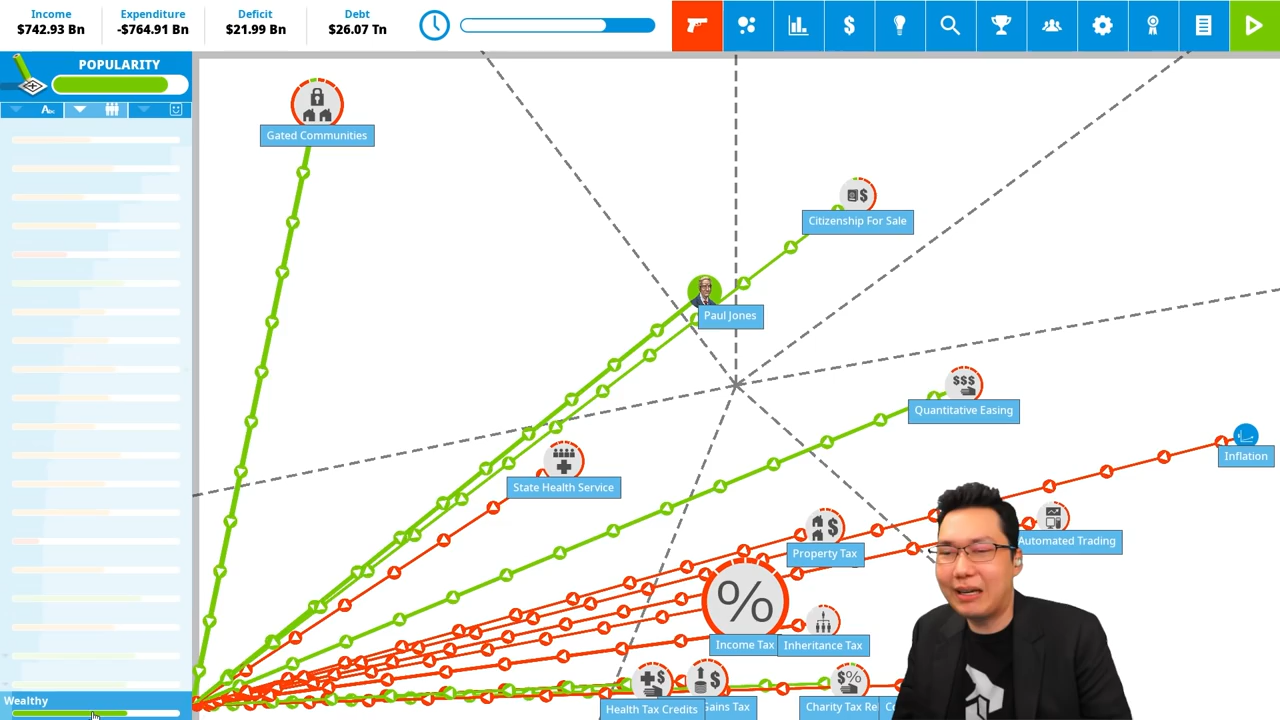 Income
$742.93 Bn
Expenditure
-$764.91 Bn
Deficit
$21.99 Bn
Debt
$26.07 Tn
POPULARITY
Gated Communities
Citizenship For Sale
Paul Jones
Quantitative Easing
Inflation
State Health Service
Automated Trading
Property Tax
%
Income Tax
Inheritance Tax
Health Tax Credits
ains Tax
Charity Tax Re
Wealthy